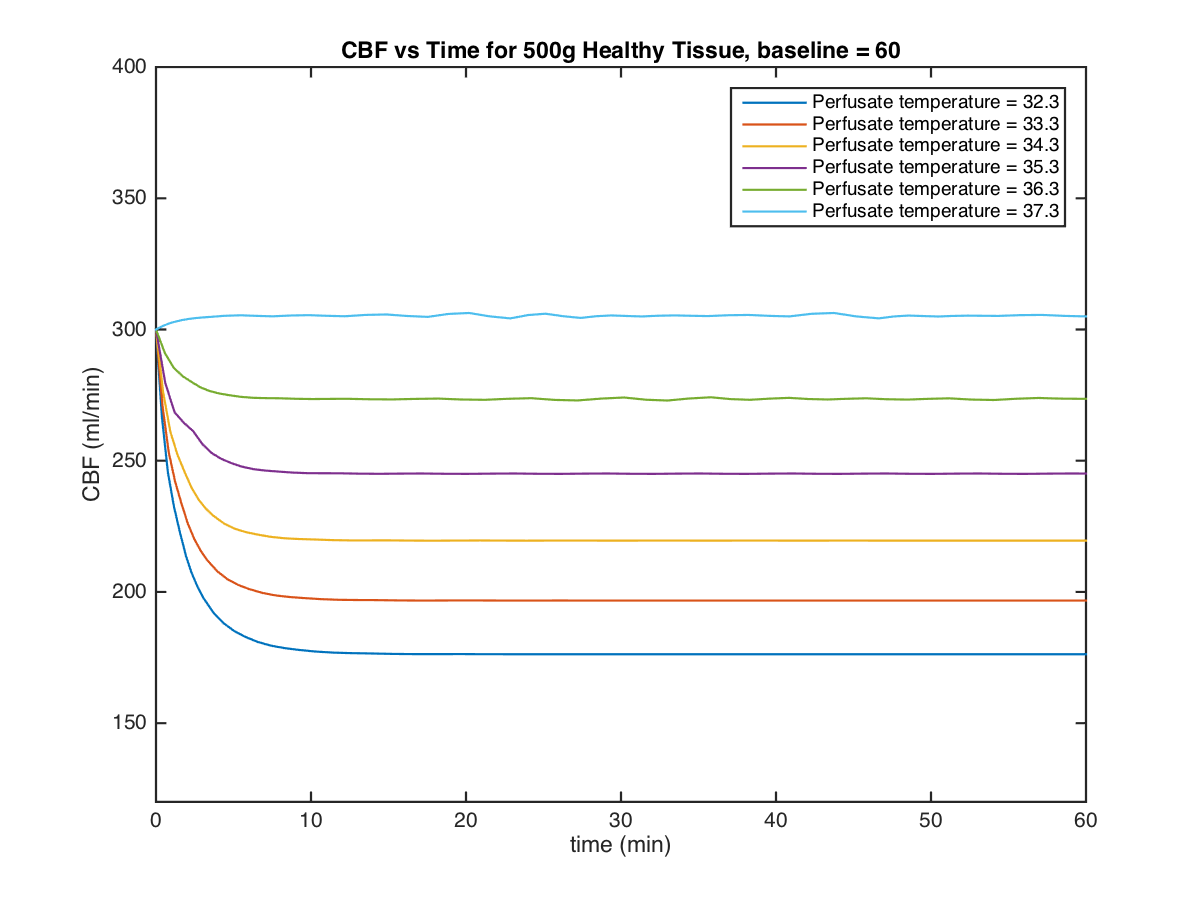 CBF vs Time for 500g Healthy Tissue, baseline = 60
400
350
300
250
200
150
CBF (ml/min)
Perfusate temperature = 32.3
Perfusate temperature = 33.3
Perfusate temperature = 34.3
Perfusate temperature = 35.3
Perfusate temperature = 36.3
Perfusate temperature = 37.3
0 10 20 30 40 50 60
time (min)